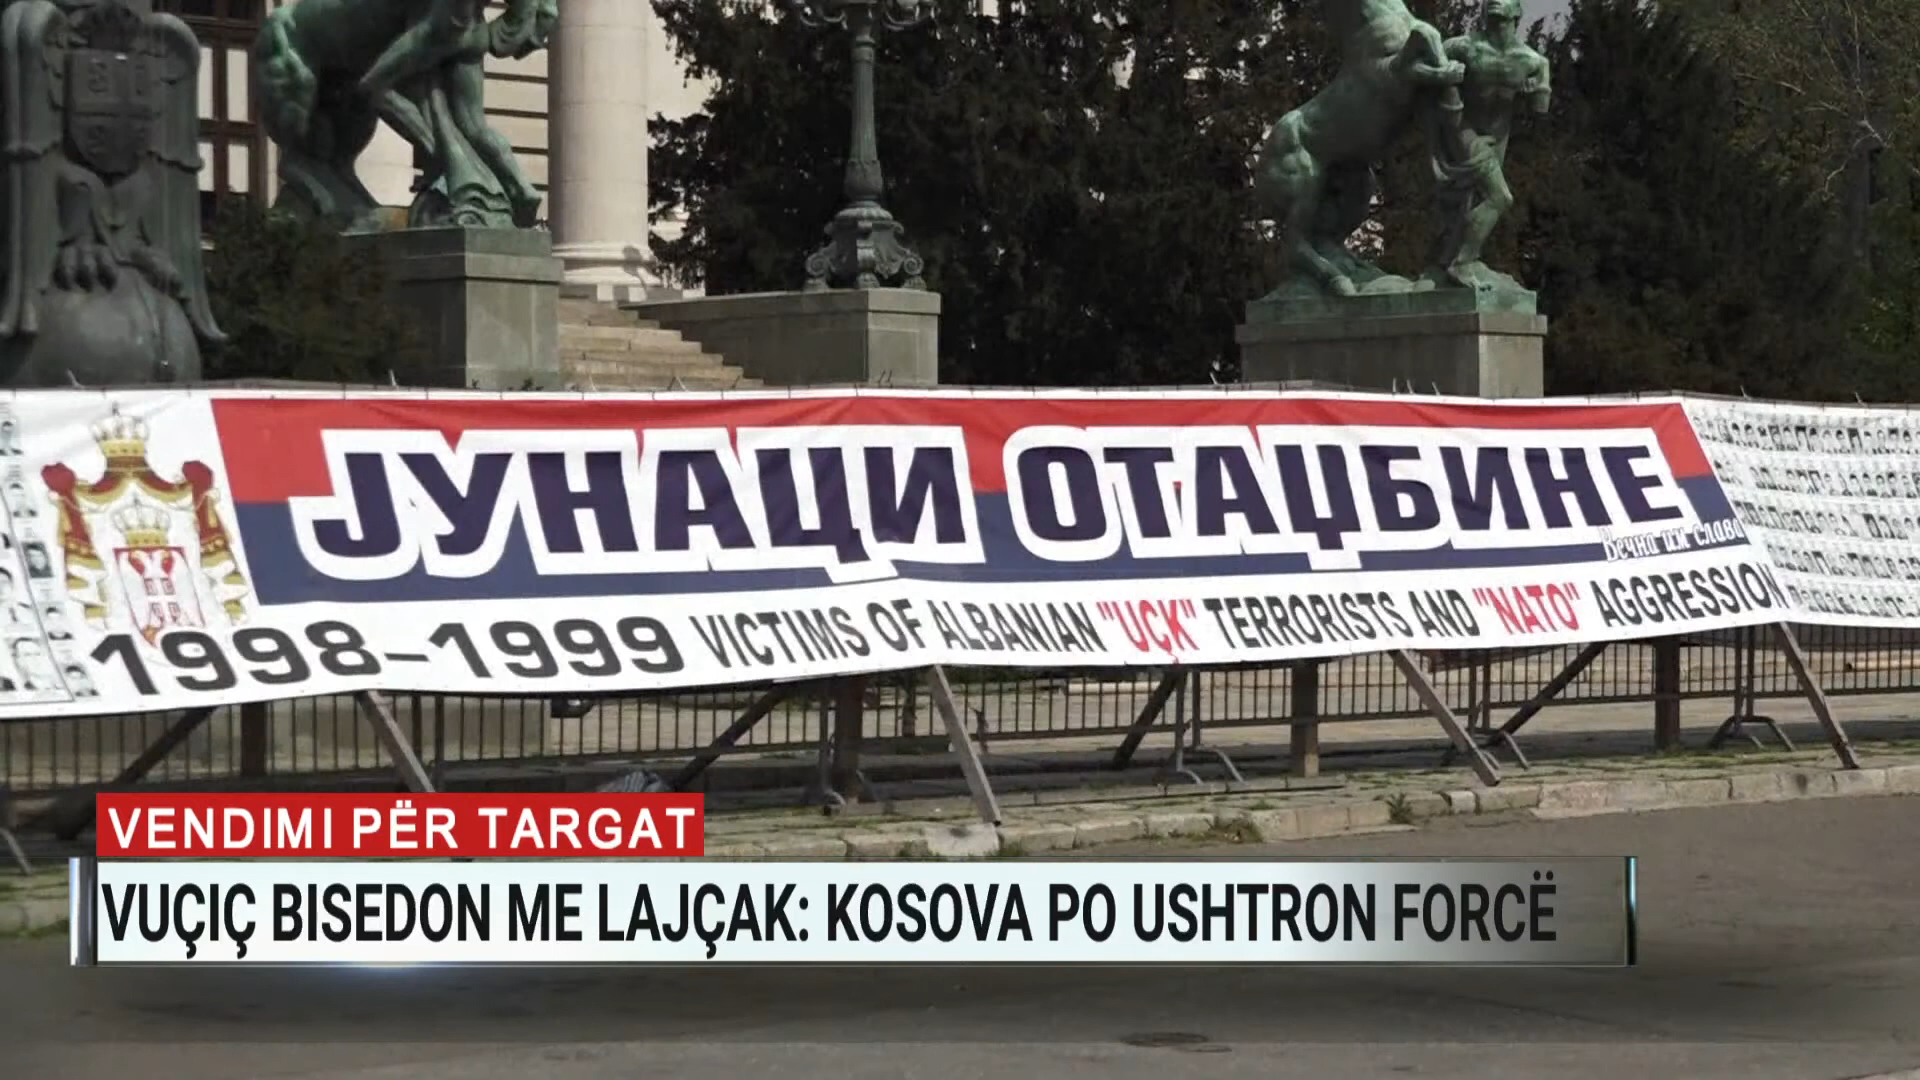 ЈУНАЦИ ОТАЏБИНЕ
Вечна им слава
1998-1999 VICTIMS OF ALBANIAN "UÇK" TERRORISTS AND "NATO" AGGRESSION
VENDIMI PËR TARGAT
VUÇIÇ BISEDON ME LAJÇAK: KOSOVA PO USHTRON FORCË